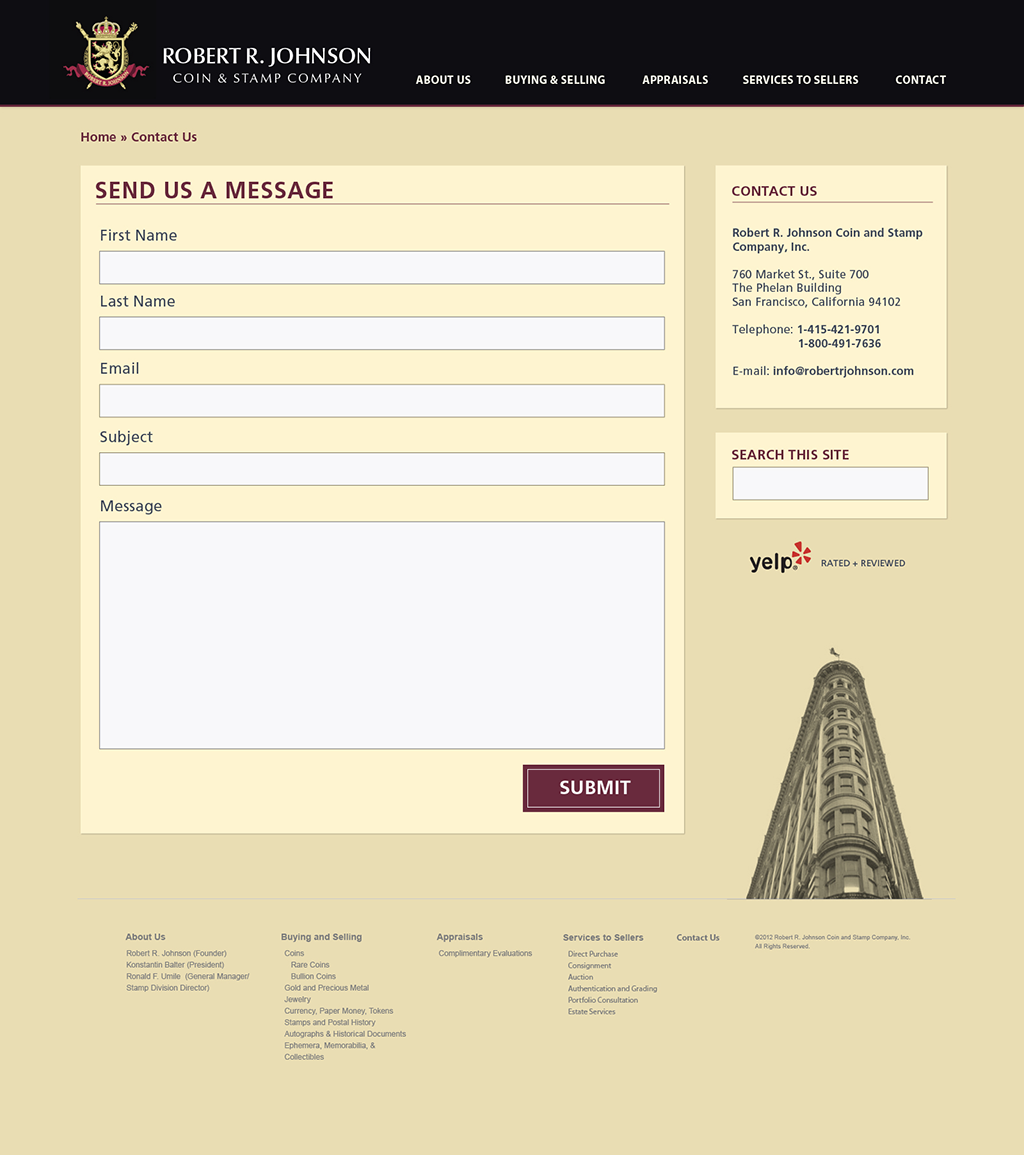 ROBERT R. JOHNSON
COIN & STAMP COMPANY
ROBERT R. JOHNSON
ABOUT US
BUYING & SELLING
APPRAISALS
SERVICES TO SELLERS
CONTACT
Home » Contact Us
SEND US A MESSAGE
First Name
Last Name
Email
Subject
Message
SUBMIT
CONTACT US
Robert R. Johnson Coin and Stamp
Company, Inc.
760 Market St., Suite 700
The Phelan Building
San Francisco, California 94102
Telephone: 1-415-421-9701
1-800-491-7636
E-mail: info@robertrjohnson.com
SEARCH THIS SITE
yelp® RATED + REVIEWED
About Us
Robert R. Johnson (Founder)
Konstantin Balter (President)
Ronald F. Umile (General Manager/
Stamp Division Director)
Buying and Selling
Coins
Rare Coins
Bullion Coins
Gold and Precious Metal
Jewelry
Currency, Paper Money, Tokens
Stamps and Postal History
Autographs & Historical Documents
Ephemera, Memorabilia, &
Collectibles
Appraisals
Complimentary Evaluations
Services to Sellers
Direct Purchase
Consignment
Auction
Authentication and Grading
Portfolio Consultation
Estate Services
Contact Us
©2012 Robert R. Johnson Coin and Stamp Company, Inc.
All Rights Reserved.